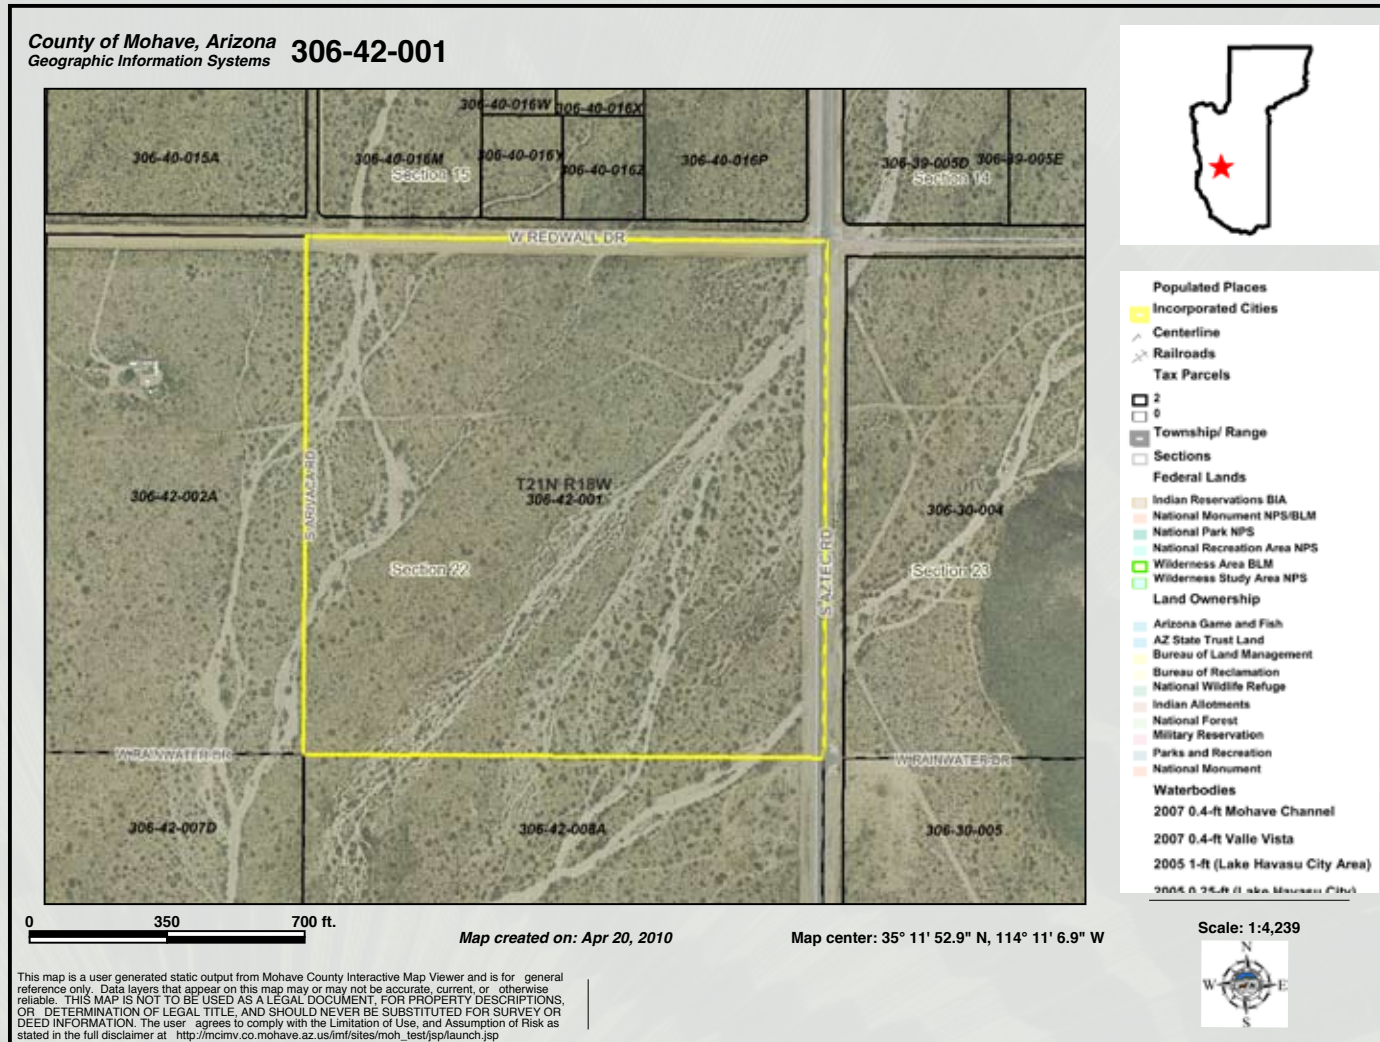 County of Mohave, Arizona
Geographic Information Systems
306-42-001
306-40-016W
306-40-016X
306-40-015A
306-40-016M
306-40-016Y
306-40-016Z
306-40-016P
306-39-005D
306-39-005E
Section 15
Section 14
W REDWALL DR
306-42-002A
S ARIVACA RD
T21N R18W
306-42-001
306-30-004
Section 22
S AZTEC RD
Section 23
W RAINWATER DR
W RAINWATER DR
306-42-007D
306-42-008A
306-30-005
Populated Places
Incorporated Cities
Centerline
Railroads
Tax Parcels
2
0
Township/ Range
Sections
Federal Lands
Indian Reservations BIA
National Monument NPS/BLM
National Park NPS
National Recreation Area NPS
Wilderness Area BLM
Wilderness Study Area NPS
Land Ownership
Arizona Game and Fish
AZ State Trust Land
Bureau of Land Management
Bureau of Reclamation
National Wildlife Refuge
Indian Allotments
National Forest
Military Reservation
Parks and Recreation
National Monument
Waterbodies
2007 0.4-ft Mohave Channel
2007 0.4-ft Valle Vista
2005 1-ft (Lake Havasu City Area)
2005 0.25-ft (Lake Havasu City)
0 350 700 ft.
Map created on: Apr 20, 2010
Map center: 35° 11' 52.9" N, 114° 11' 6.9" W
Scale: 1:4,239
N
W E
S
This map is a user generated static output from Mohave County Interactive Map Viewer and is for general
reference only. Data layers that appear on this map may or may not be accurate, current, or otherwise
reliable. THIS MAP IS NOT TO BE USED AS A LEGAL DOCUMENT, FOR PROPERTY DESCRIPTIONS,
OR DETERMINATION OF LEGAL TITLE, AND SHOULD NEVER BE SUBSTITUTED FOR SURVEY OR
DEED INFORMATION. The user agrees to comply with the Limitation of Use, and Assumption of Risk as
stated in the full disclaimer at http://mcimv.co.mohave.az.us/imf/sites/moh_test/jsp/launch.jsp